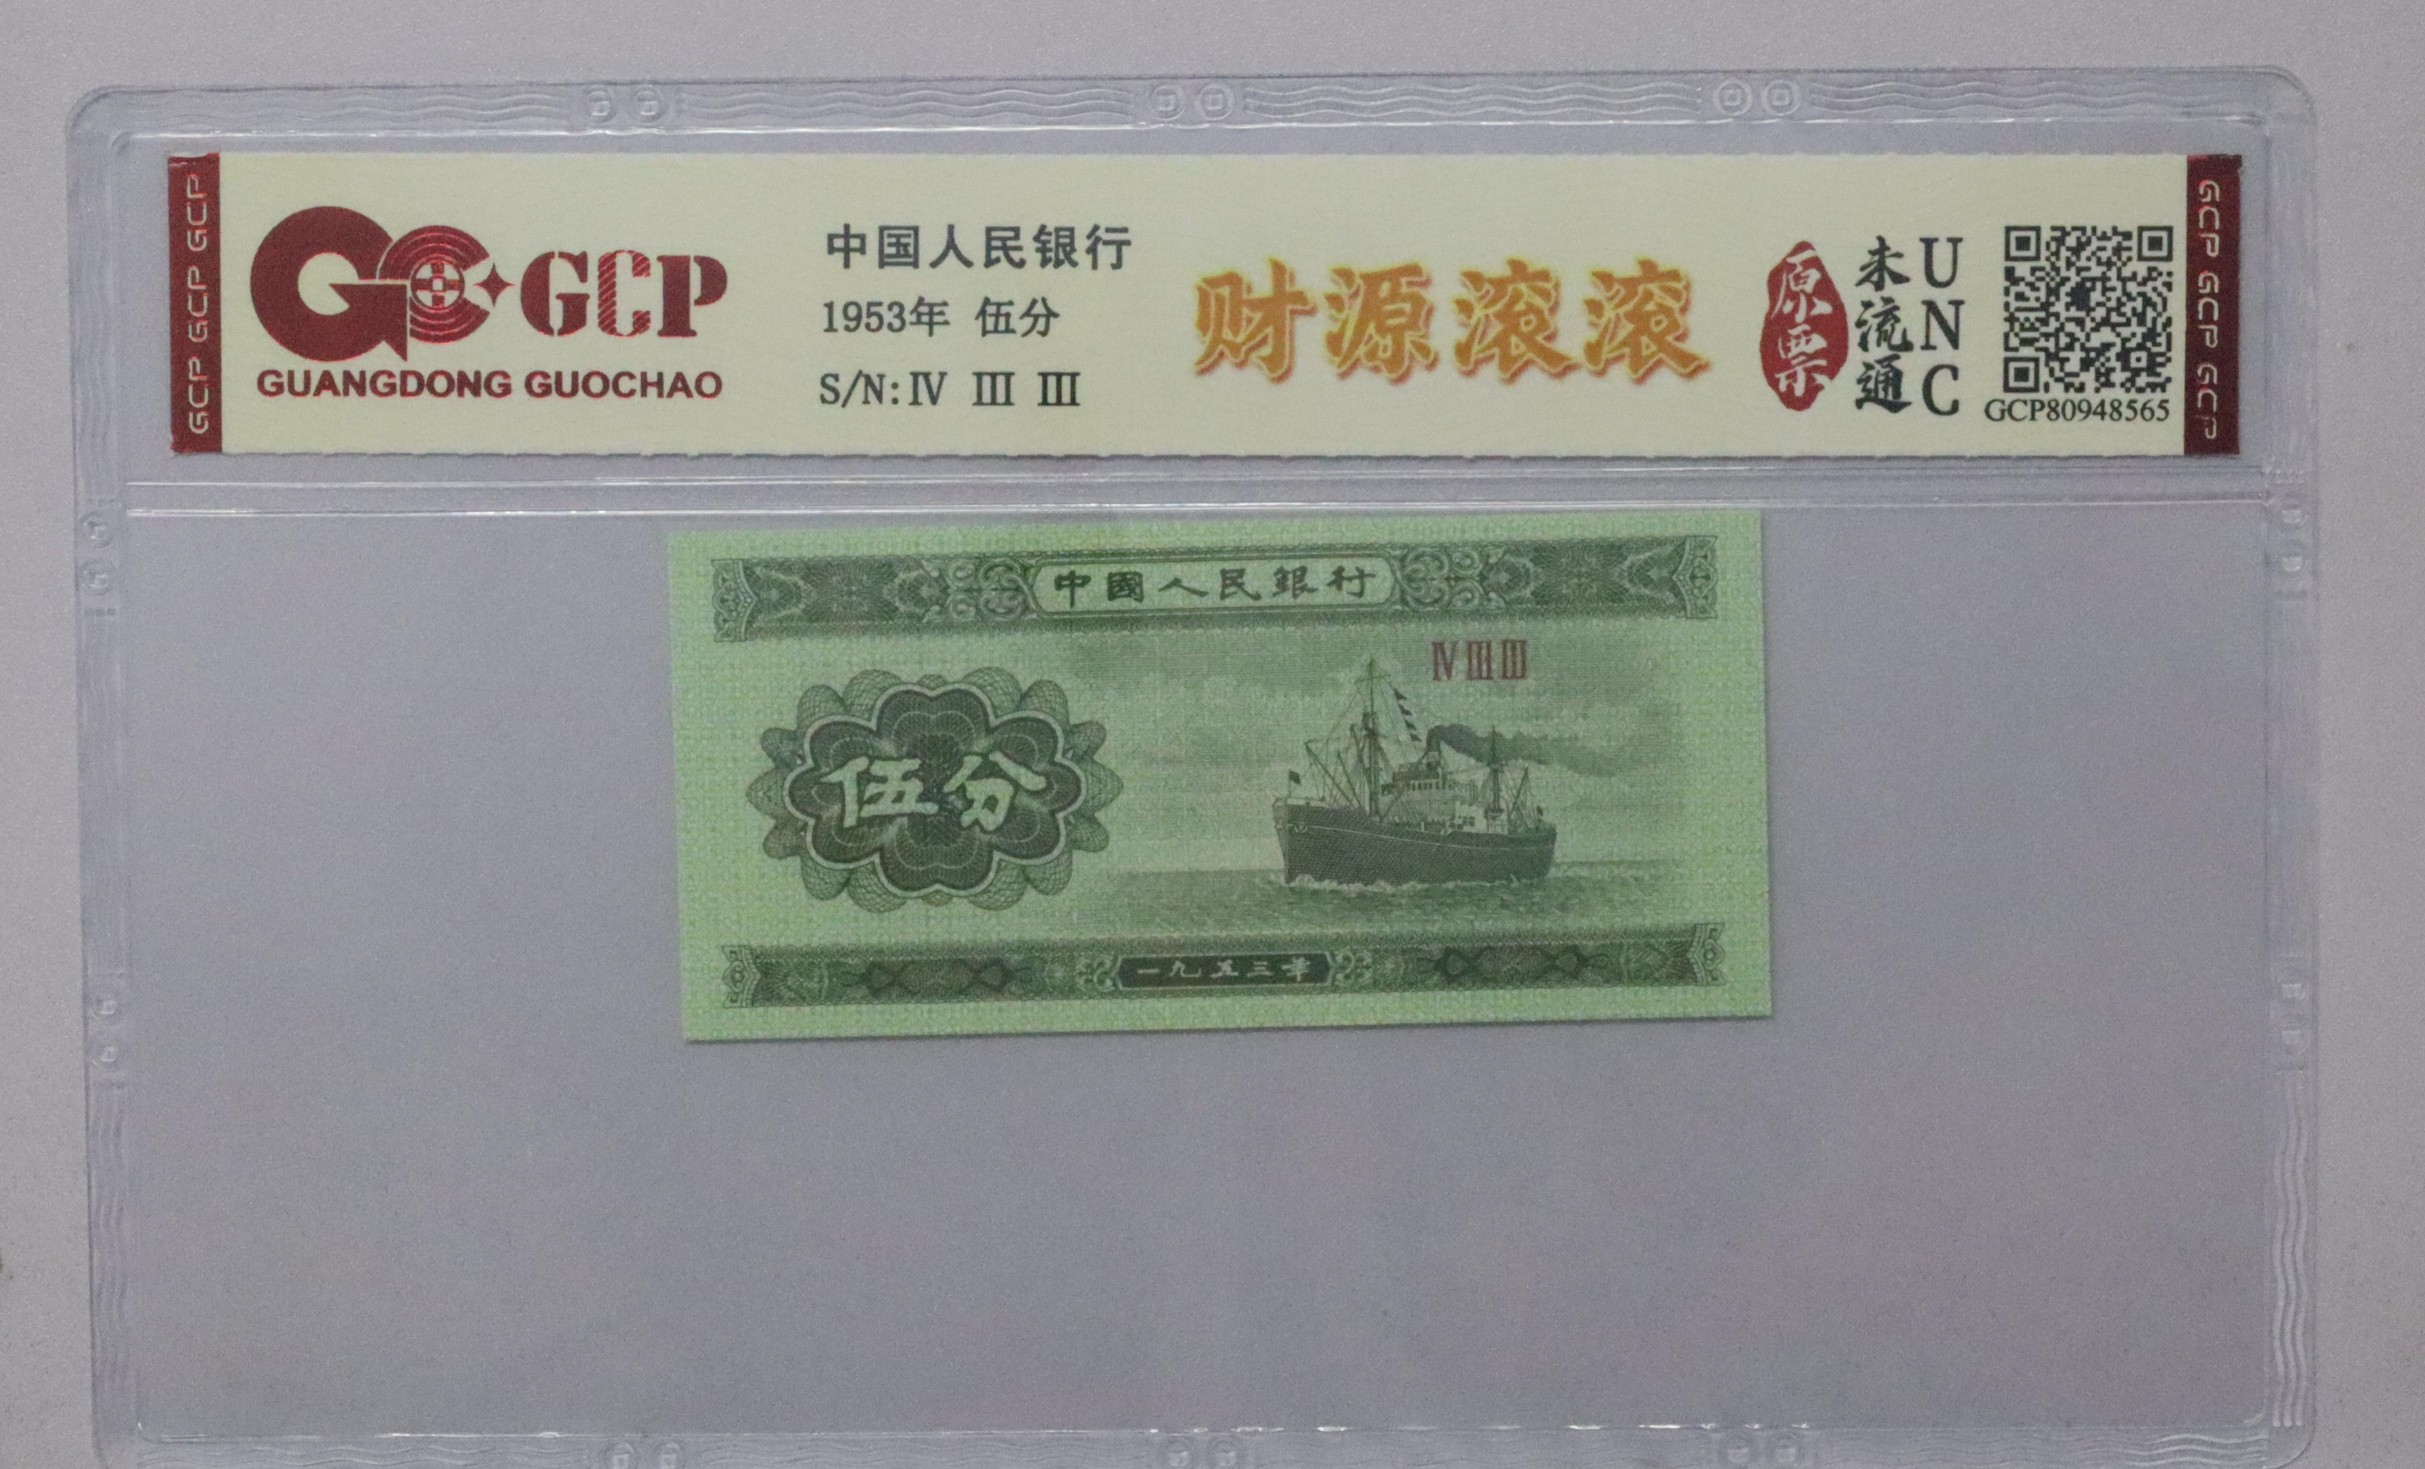 GCP GCP GCP
GCP
GUANGDONG GUOCHAO
中国人民银行
1953年 伍分
S/N: Ⅳ Ⅲ Ⅲ
财源滚滚
原票
未流通
UNC
GCP80948565
GCP GCP GCP
中國人民銀行
Ⅳ Ⅲ Ⅲ
伍分
一九五三年